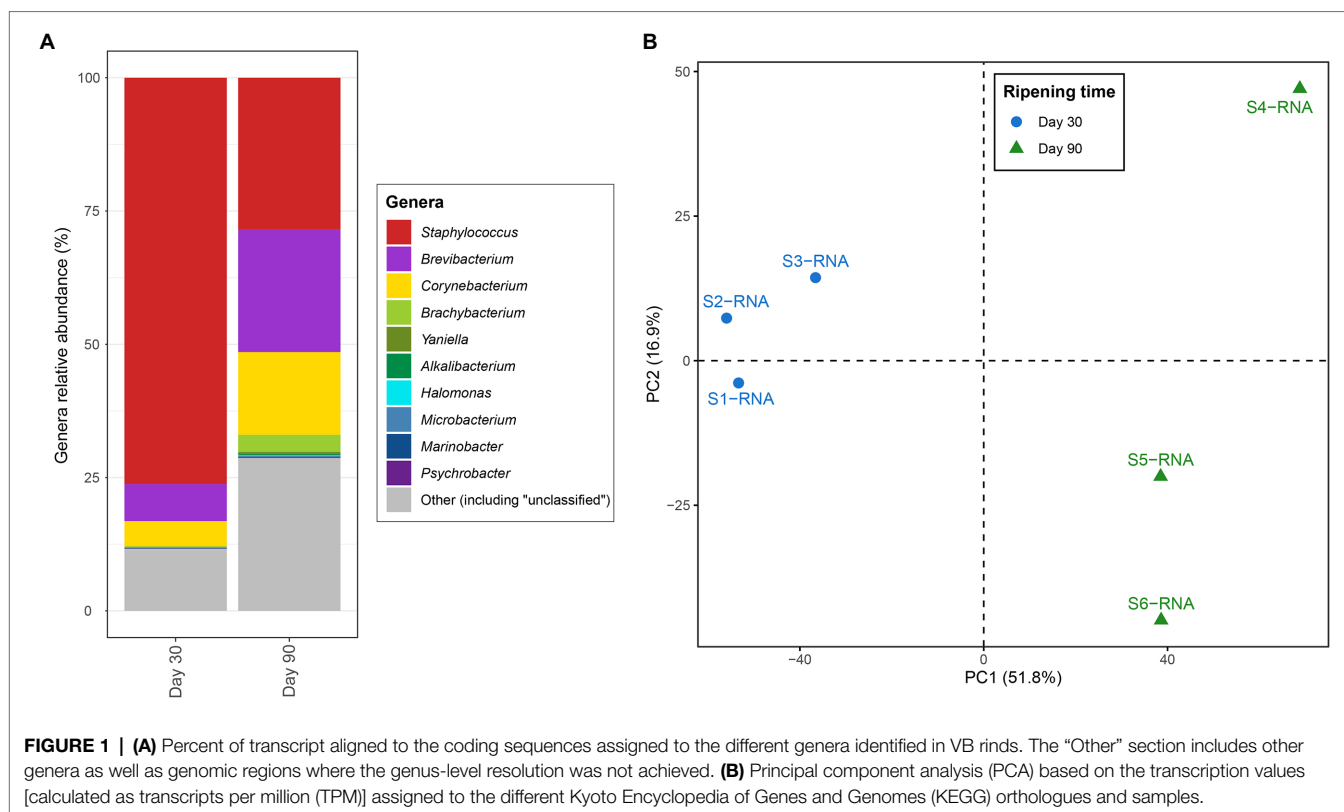 A
Genera relative abundance (%)
100
75
50
25
0
Day 30
Day 90
Genera
Staphylococcus
Brevibacterium
Corynebacterium
Brachybacterium
Yaniella
Alkalibacterium
Halomonas
Microbacterium
Marinobacter
Psychrobacter
Other (including "unclassified")
B
PC2 (16.9%)
50
25
0
−25
Ripening time
Day 30
Day 90
S4−RNA
S3−RNA
S2−RNA
S1−RNA
S5−RNA
S6−RNA
−40
0
40
PC1 (51.8%)
FIGURE 1 | (A) Percent of transcript aligned to the coding sequences assigned to the different genera identified in VB rinds. The “Other” section includes other
genera as well as genomic regions where the genus-level resolution was not achieved. (B) Principal component analysis (PCA) based on the transcription values
[calculated as transcripts per million (TPM)] assigned to the different Kyoto Encyclopedia of Genes and Genomes (KEGG) orthologues and samples.